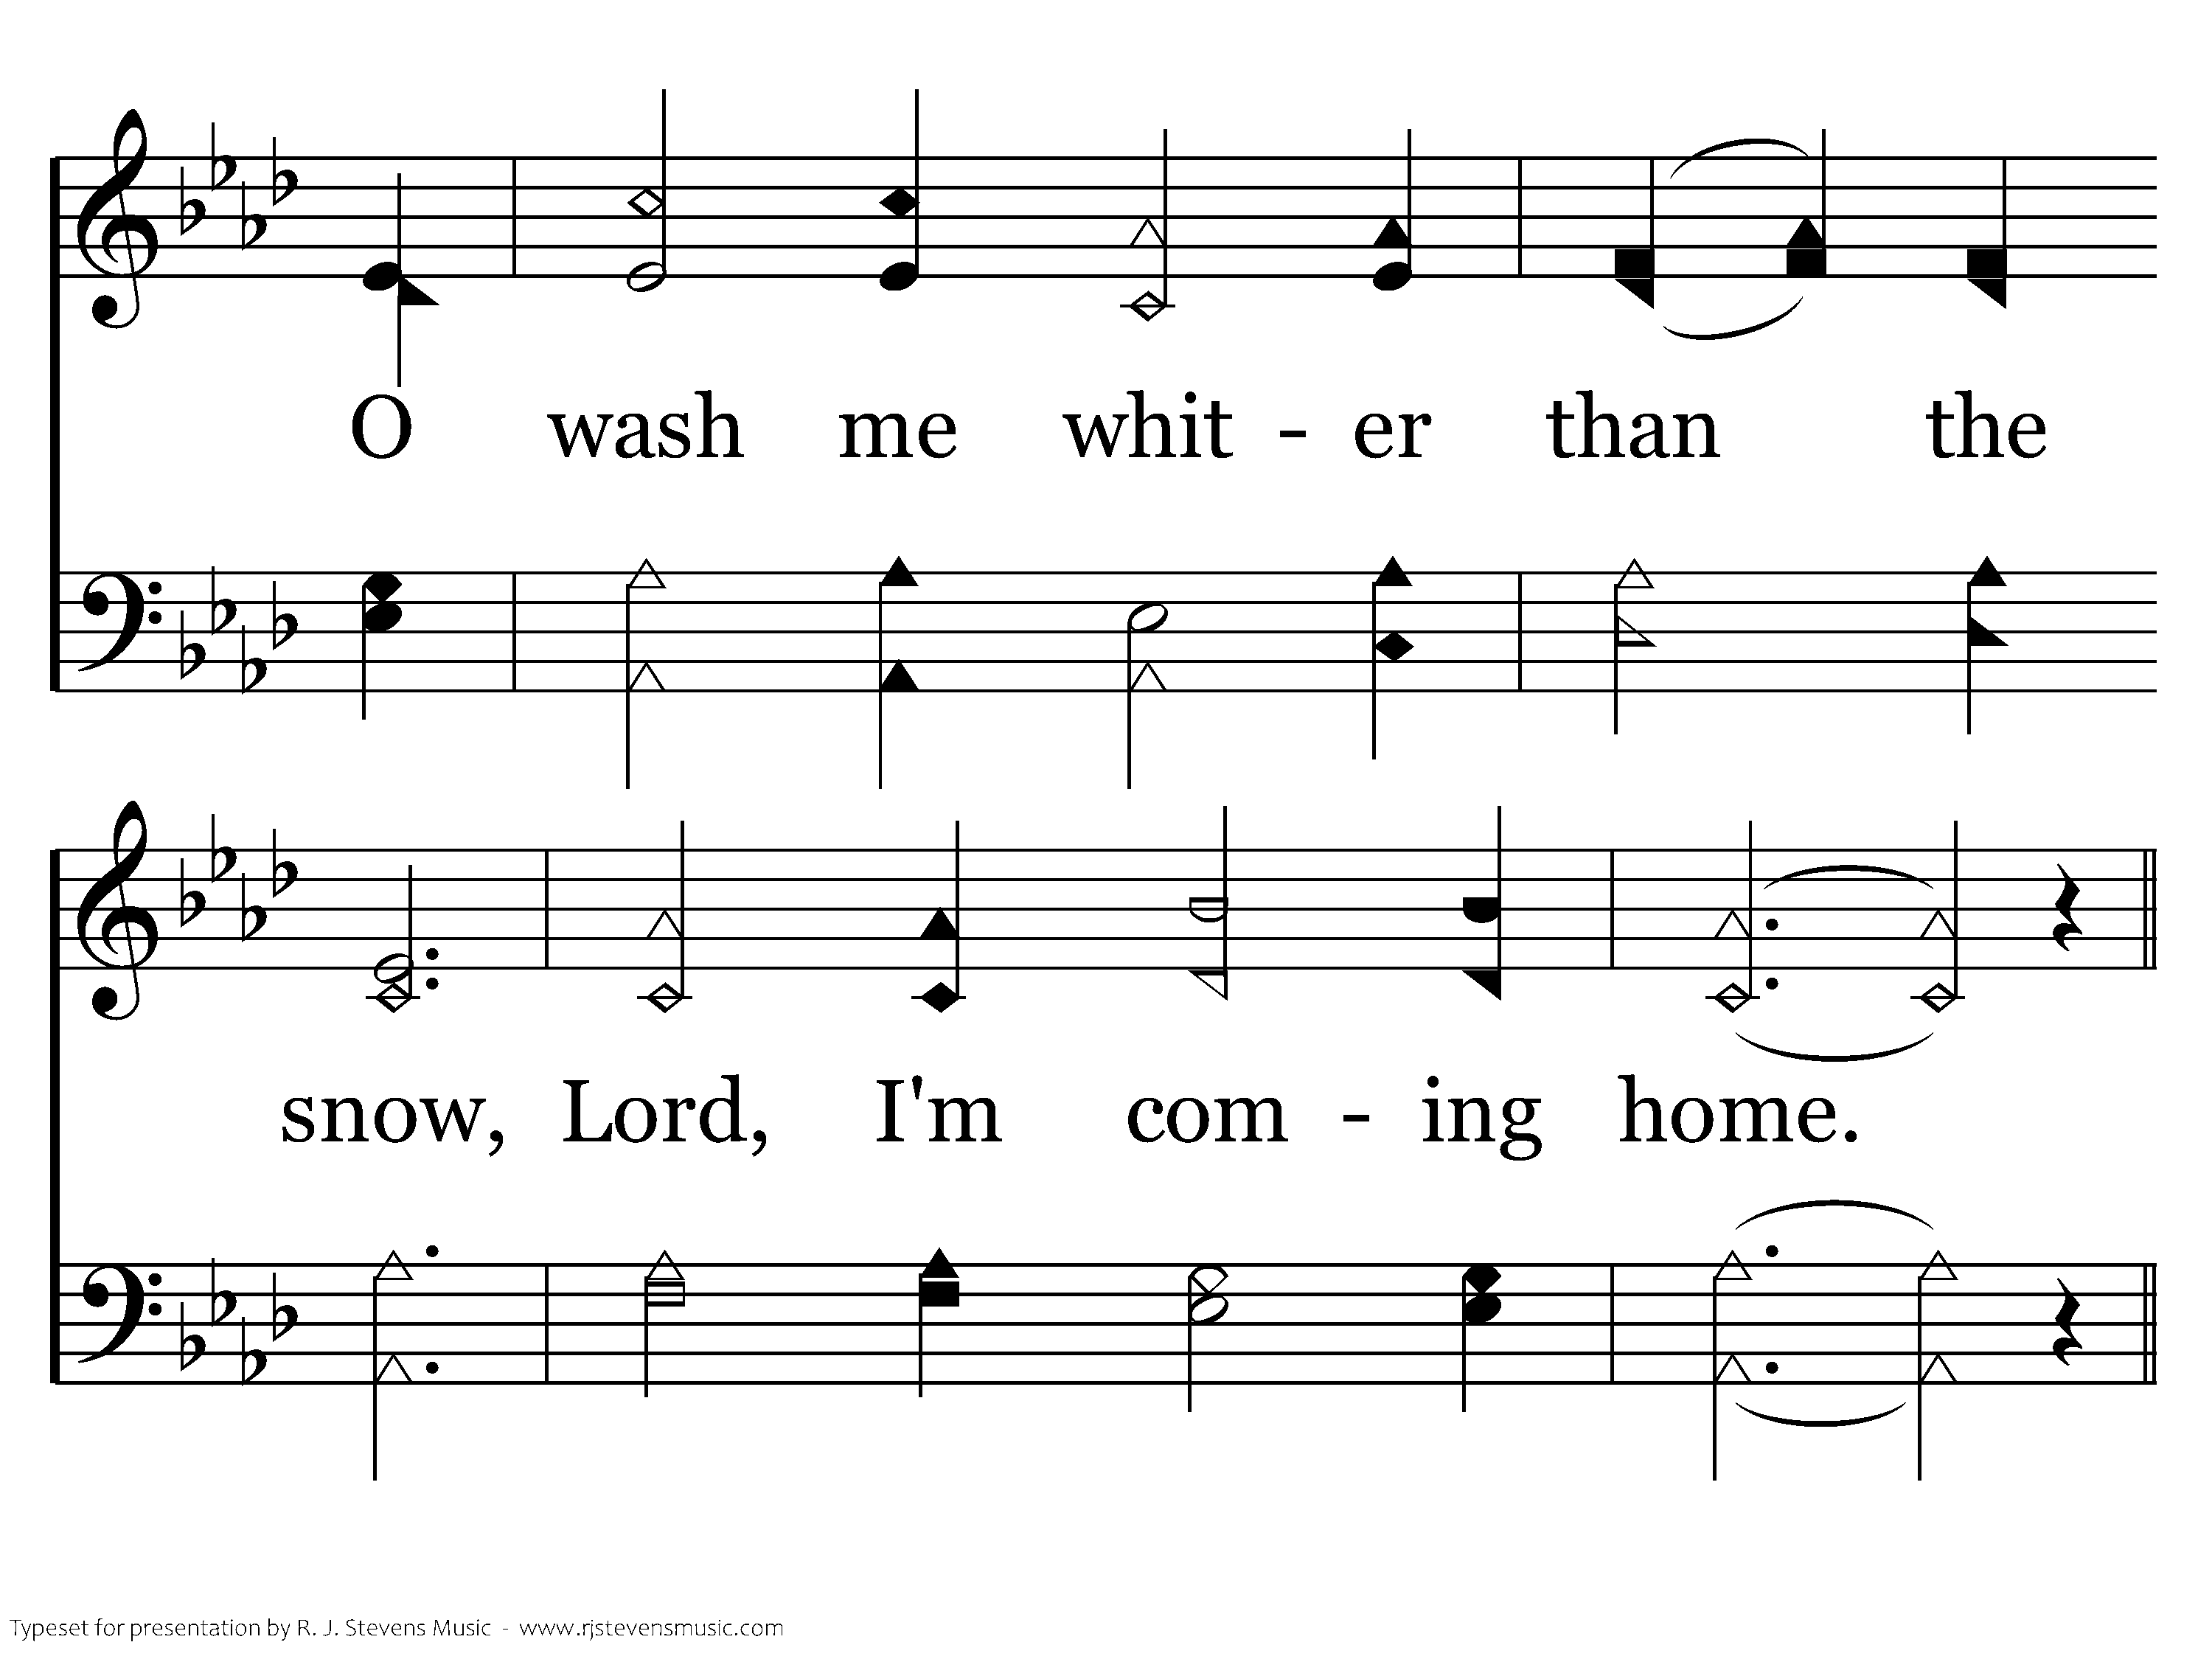 O wash me whit - er than the
snow, Lord, I'm com - ing home.
Typeset for presentation by R. J. Stevens Music - www.rjstevensmusic.com